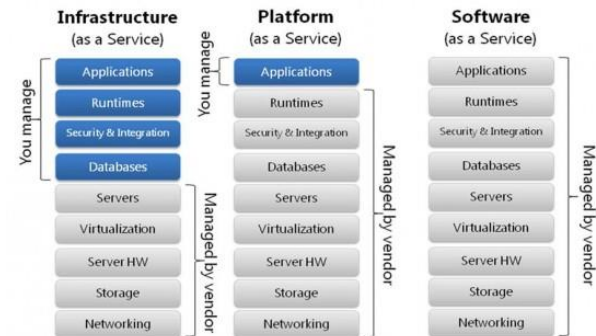 Infrastructure
(as a Service)
You manage
Applications
Runtimes
Security & Integration
Databases
Servers
Virtualization
Server HW
Storage
Networking
Managed by vendor
Platform
(as a Service)
You manage
Applications
Runtimes
Security & Integration
Databases
Servers
Virtualization
Server HW
Storage
Networking
Managed by vendor
Software
(as a Service)
Applications
Runtimes
Security & Integration
Databases
Servers
Virtualization
Server HW
Storage
Networking
Managed by vendor